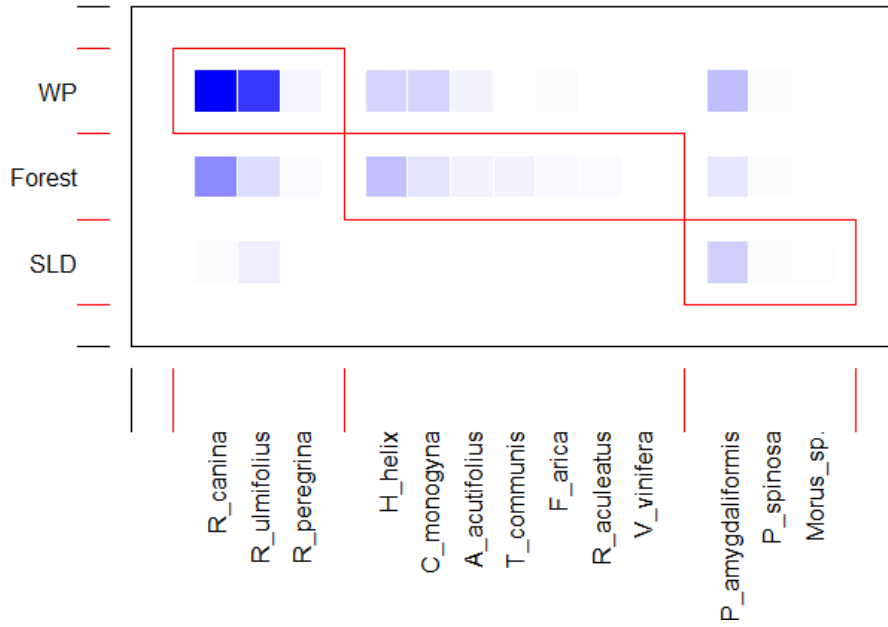 WP
Forest
SLD
R_canina
R_ulmifolius
R_peregrina
H_helix
C_monogyna
A_acutifolius
T_communis
F_arica
R_aculeatus
V_vinifera
P_amygdaliformis
P_spinosa
Morus_sp.